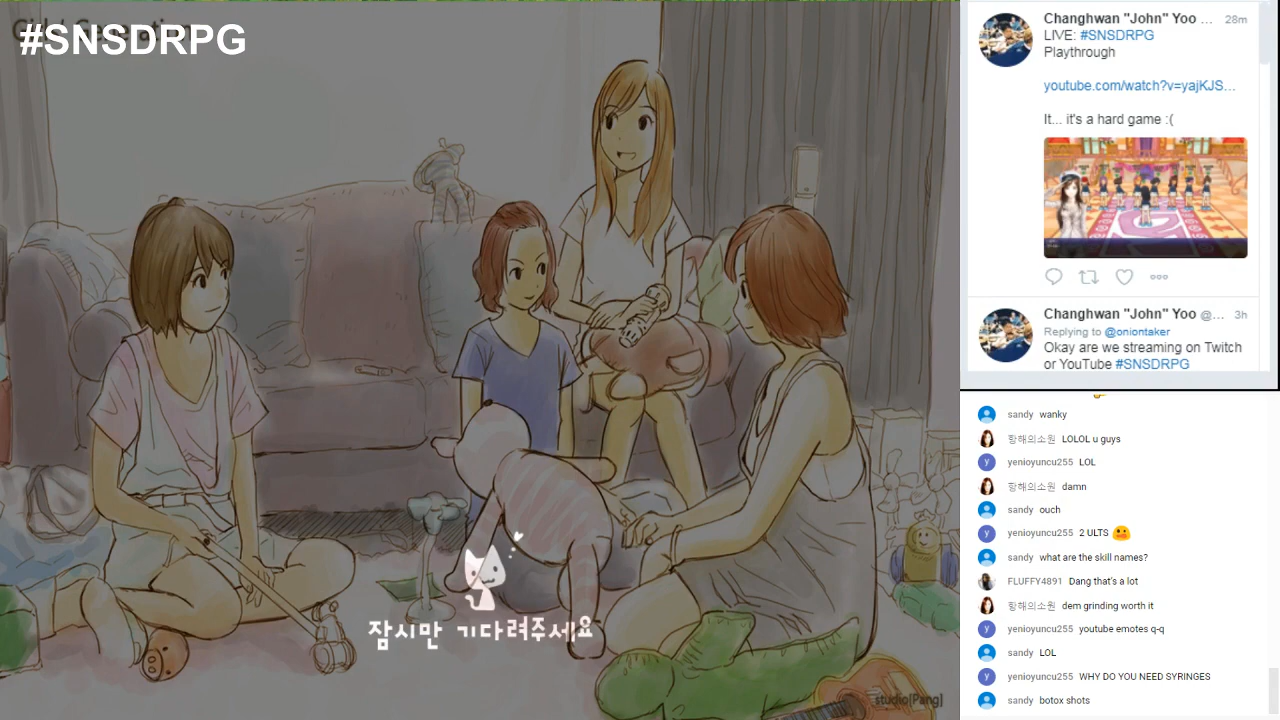 #SNSDRPG
잠시만 기다려주세요
studio[Pang]
Changhwan "John" Yoo ... 28m
LIVE: #SNSDRPG
Playthrough
youtube.com/watch?v=yajKJS...
It... it's a hard game :(
Changhwan "John" Yoo @... 3h
Replying to @oniontaker
Okay are we streaming on Twitch
or YouTube #SNSDRPG
sandy wanky
항해의소원 LOLOL u guys
yenioyuncu255 LOL
항해의소원 damn
sandy ouch
yenioyuncu255 2 ULTS
sandy what are the skill names?
FLUFFY4891 Dang that's a lot
항해의소원 dem grinding worth it
yenioyuncu255 youtube emotes q-q
sandy LOL
yenioyuncu255 WHY DO YOU NEED SYRINGES
sandy botox shots